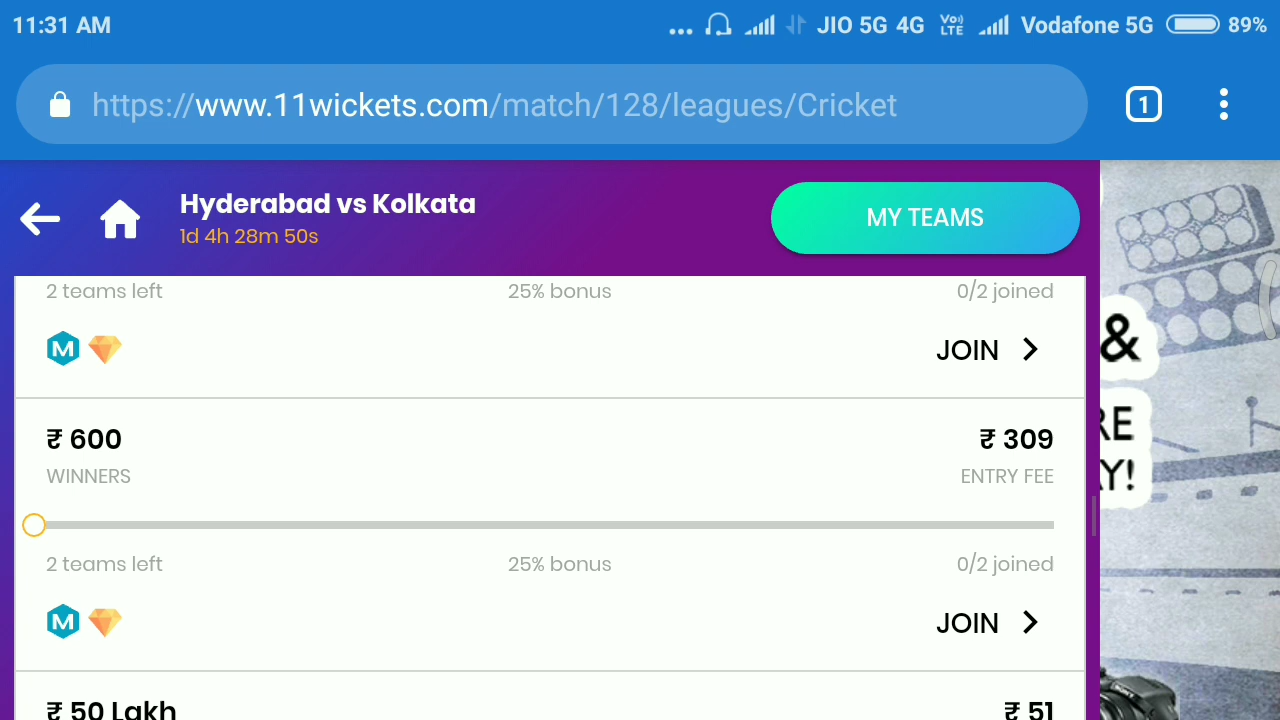 11:31 AM
... JIO 5G 4G Vo)) LTE Vodafone 5G 89%
https://www.11wickets.com/match/128/leagues/Cricket
1
Hyderabad vs Kolkata
1d 4h 28m 50s
MY TEAMS
2 teams left 25% bonus 0/2 joined
M
JOIN
&
₹ 600 ₹ 309
WINNERS ENTRY FEE
RE
Y!
2 teams left 25% bonus 0/2 joined
M
JOIN
₹ 50 Lakh ₹ 51